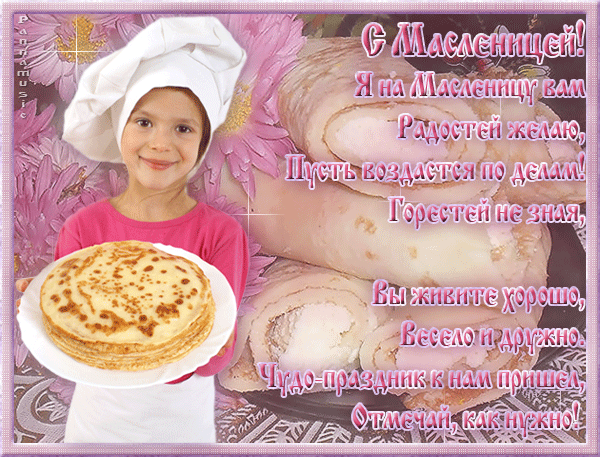 PannaMusic
С Масленицей!
Я на Масленицу вам
Радостей желаю,
Пусть воздастся по делам!
Горестей не зная,
Вы живите хорошо,
Весело и дружно.
Чудо-праздник к нам пришел,
Отмечай, как нужно!